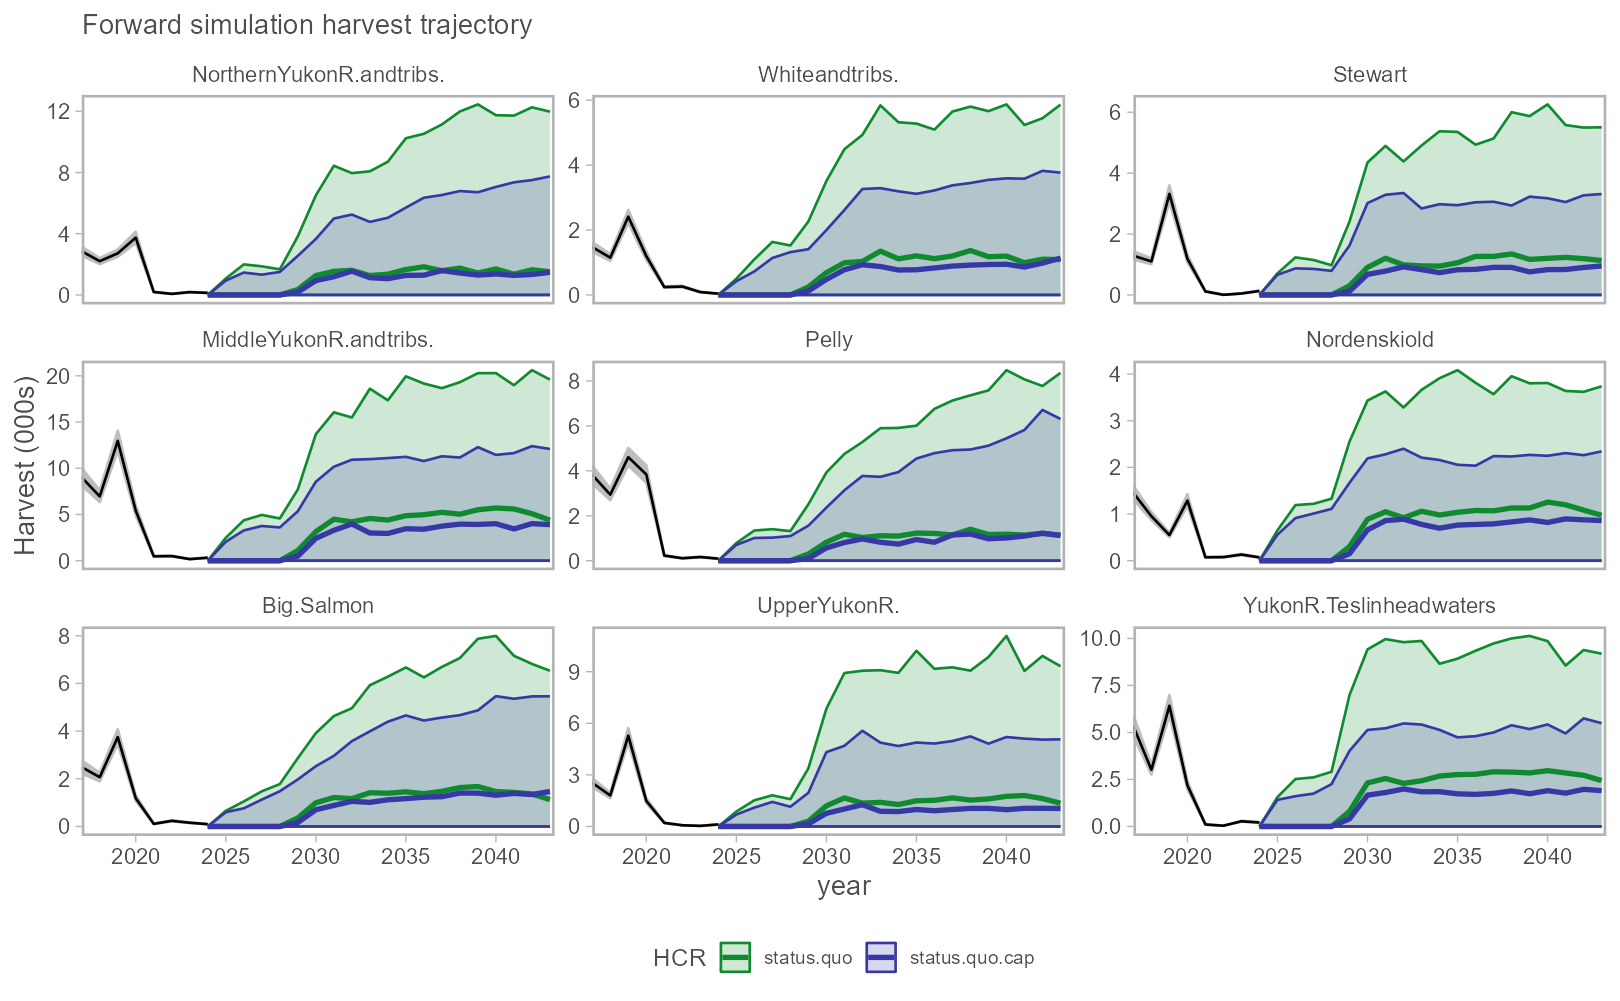 Forward simulation harvest trajectory
NorthernYukonR.andtribs.
Whiteandtribs.
Stewart
12
8
4
0
6
4
2
0
6
4
2
0
MiddleYukonR.andtribs.
Pelly
Nordenskiold
Harvest (000s)
20
15
10
5
0
8
6
4
2
0
4
3
2
1
0
Big.Salmon
UpperYukonR.
YukonR.Teslinheadwaters
8
6
4
2
0
9
6
3
0
10.0
7.5
5.0
2.5
0.0
2020 2025 2030 2035 2040
2020 2025 2030 2035 2040
2020 2025 2030 2035 2040
year
HCR status.quo status.quo.cap